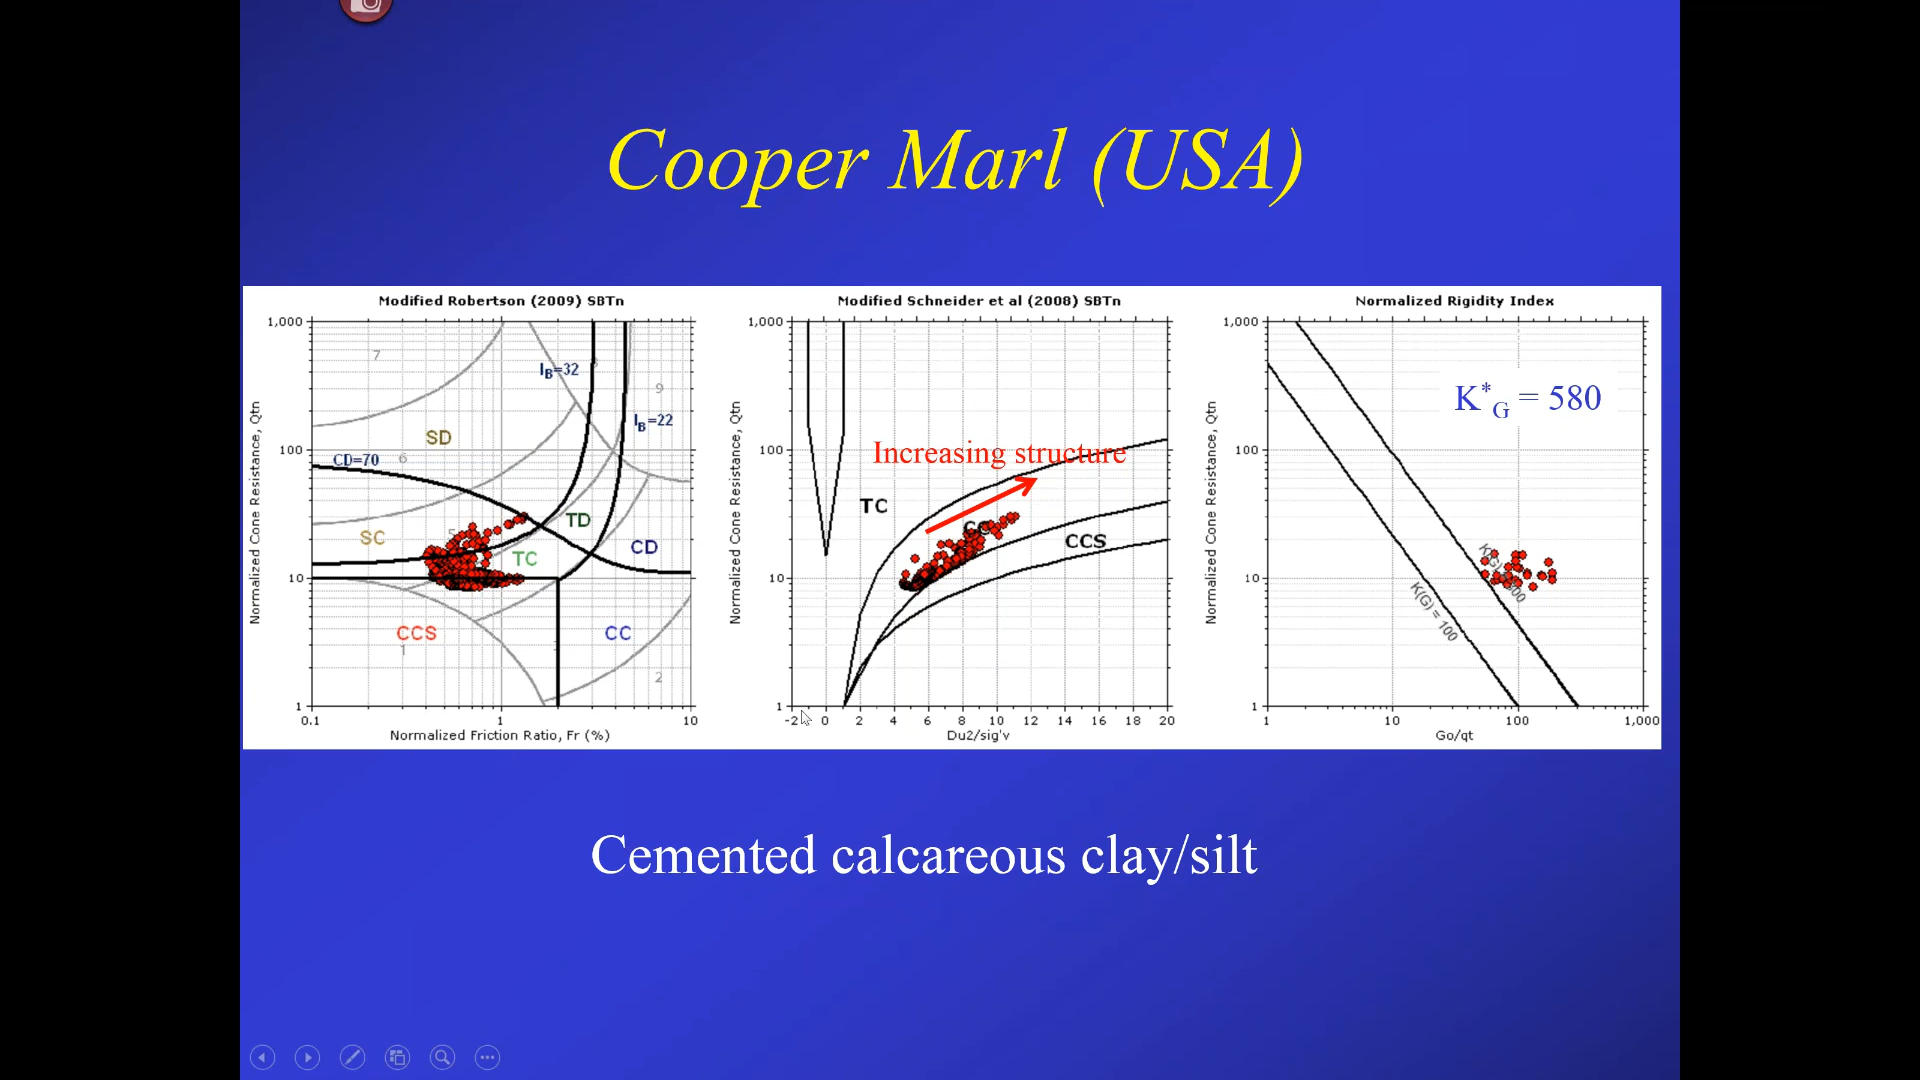 Cooper Marl (USA)
Modified Robertson (2009) SBTn
Normalized Cone Resistance, Qtn
1,000
100
10
1
7
IB=32
9
IB=22
SD
CD=70
6
5
SC
TD
TC
CD
CCS
1
CC
2
0.1
1
10
Normalized Friction Ratio, Fr (%)
Modified Schneider et al (2008) SBTn
Normalized Cone Resistance, Qtn
1,000
100
10
1
Increasing structure
TC
CCS
-2 0 2 4 6 8 10 12 14 16 18 20
Du2/sig'v
Normalized Rigidity Index
Normalized Cone Resistance, Qtn
1,000
100
10
1
K*G = 580
K(G) = 100
1 10 100 1,000
Go/qt
Cemented calcareous clay/silt